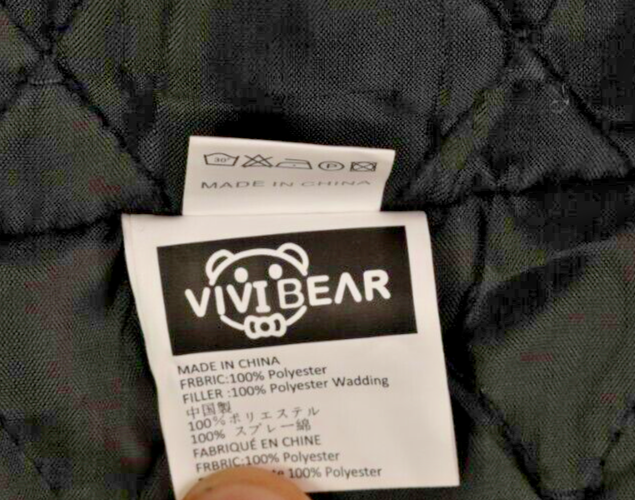 30°
MADE IN CHINA
VIVIBEAR
MADE IN CHINA
FRBRIC:100% Polyester
FILLER :100% Polyester Wadding
中国製
100%ポリエステル
100% スプレー綿
FABRIQUÉ EN CHINE
FRBRIC:100% Polyester
100% Polyester